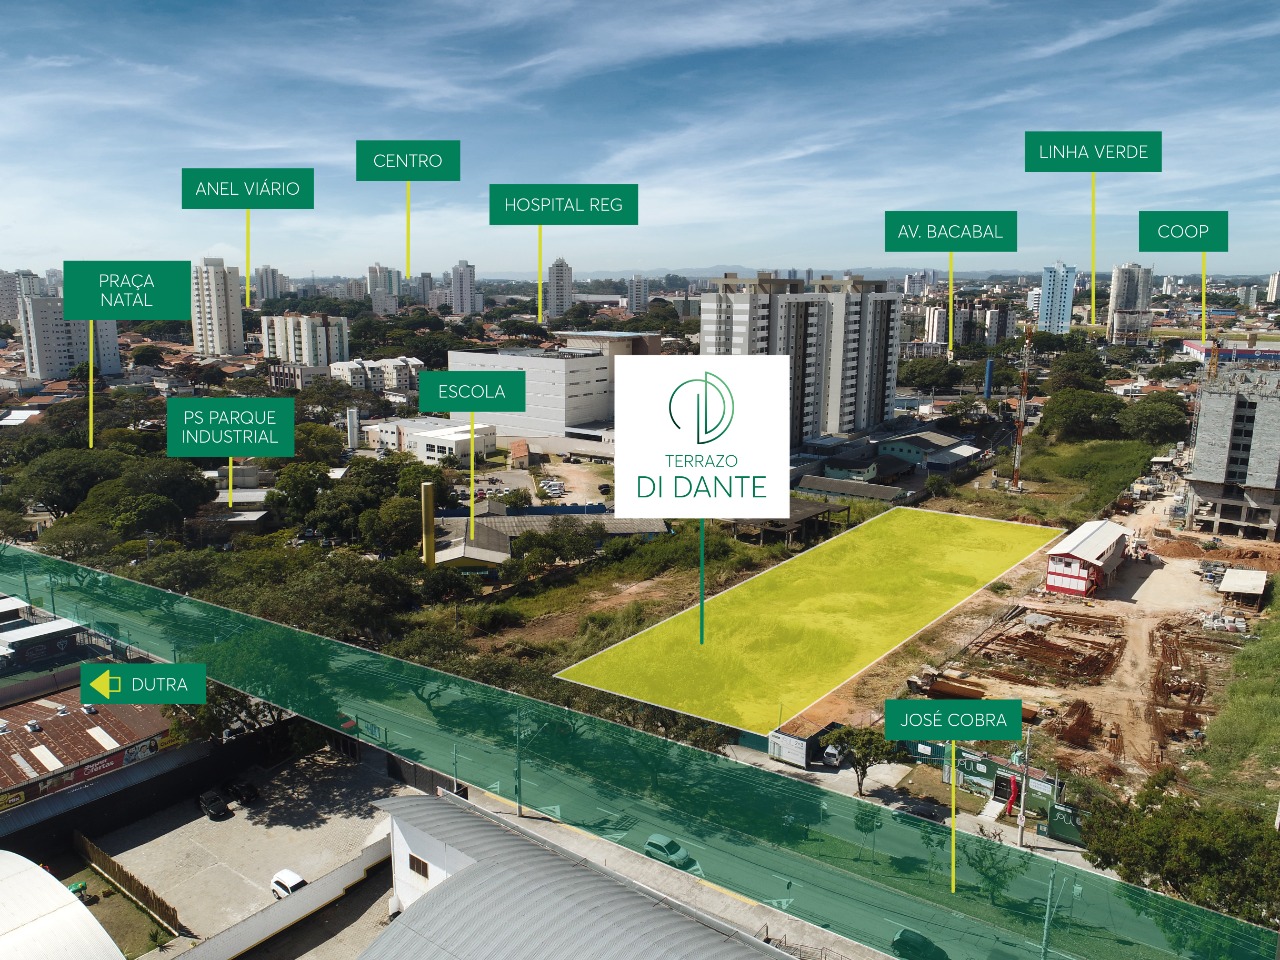 CENTRO
LINHA VERDE
ANEL VIÁRIO
HOSPITAL REG
AV. BACABAL
COOP
PRAÇA
NATAL
ESCOLA
PS PARQUE
INDUSTRIAL
TERRAZO
DI DANTE
DUTRA
JOSÉ COBRA